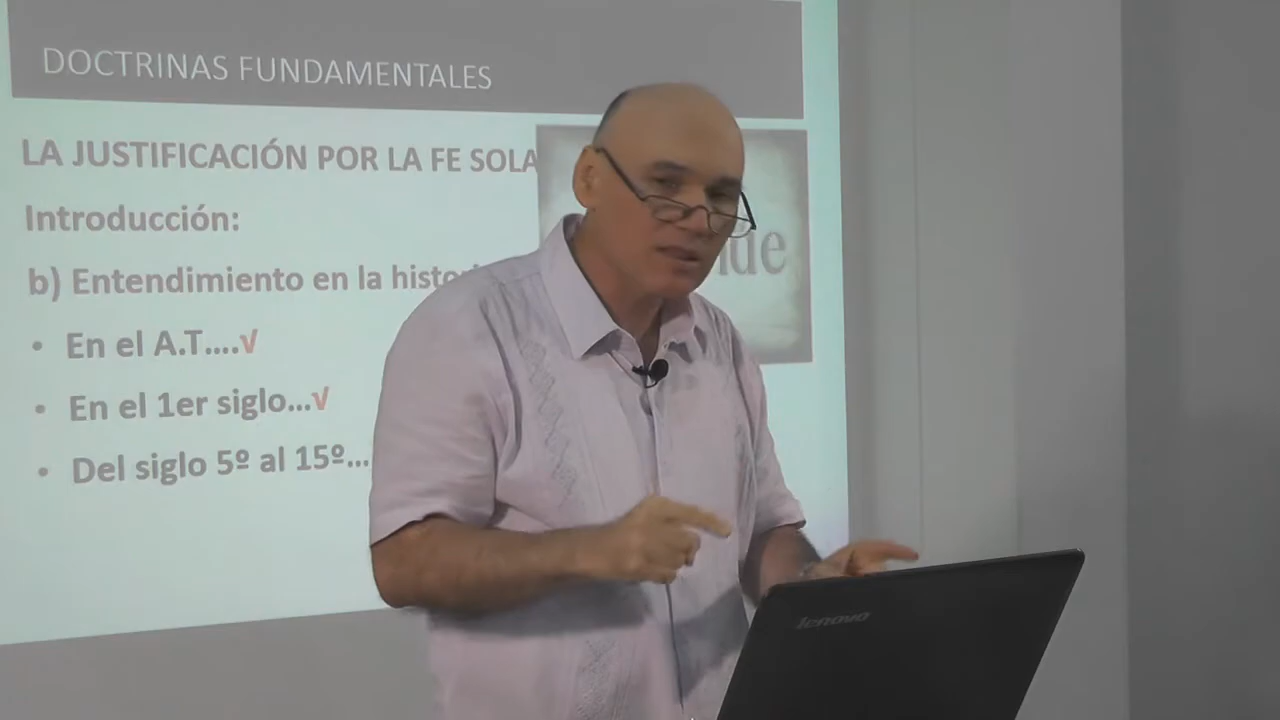 DOCTRINAS FUNDAMENTALES
LA JUSTIFICACIÓN POR LA FE SOLA
Introducción:
b) Entendimiento en la
• En el A.T....√
• En el 1er siglo...√
• Del siglo 5º al 15º...
lenovo